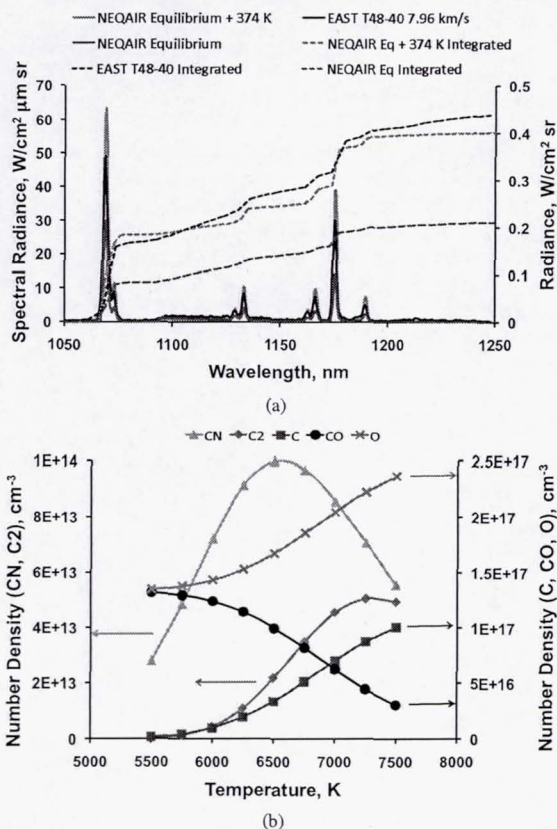 NEQAIR Equilibrium + 374 K
EAST T48-40 7.96 km/s
NEQAIR Equilibrium
NEQAIR Eq + 374 K Integrated
EAST T48-40 Integrated
NEQAIR Eq Integrated
Spectral Radiance, W/cm² µm sr
70
60
50
40
30
20
10
0
0.5
0.4
0.3
0.2
0.1
0
Radiance, W/cm² sr
1050 1100 1150 1200 1250
Wavelength, nm
(a)
CN C2 C CO O
Number Density (CN, C2), cm⁻³
1E+14
8E+13
6E+13
4E+13
2E+13
0
2.5E+17
2E+17
1.5E+17
1E+17
5E+16
0
Number Density (C, CO, O), cm⁻³
5000 5500 6000 6500 7000 7500 8000
Temperature, K
(b)